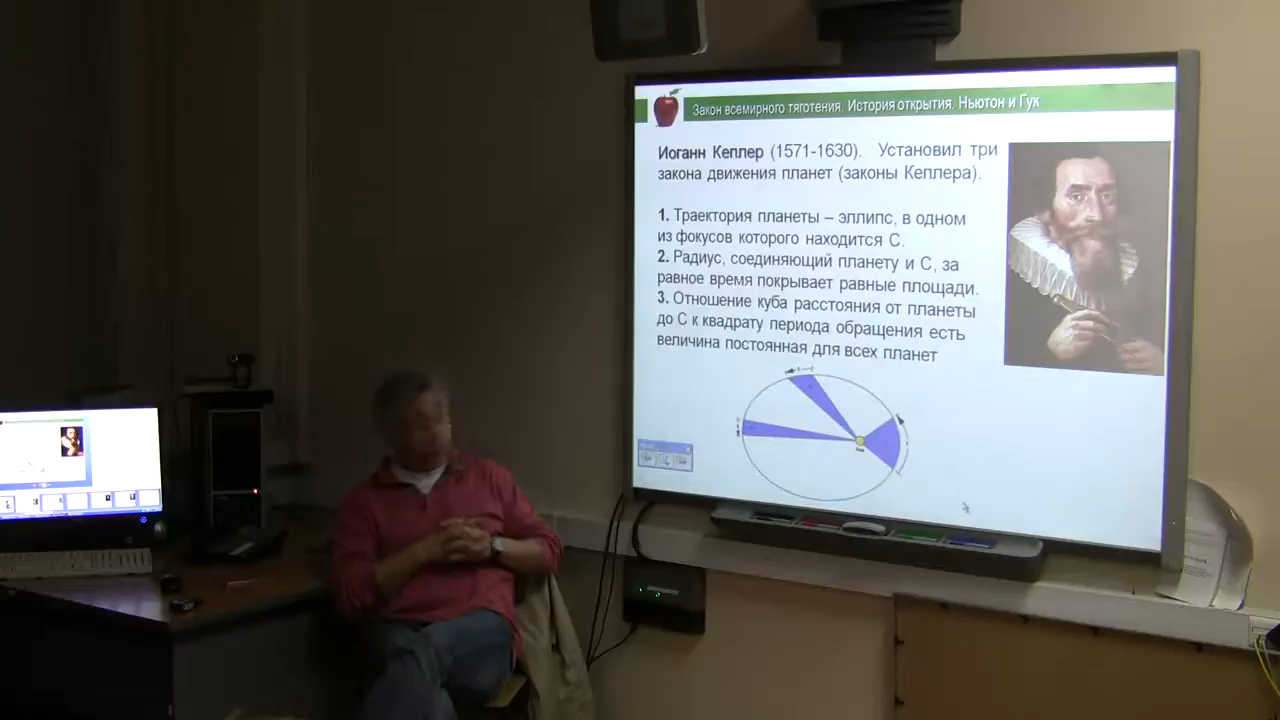 Закон всемирного тяготения. История открытия. Ньютон и Гук
Иоганн Кеплер (1571-1630). Установил три
закона движения планет (законы Кеплера).
1. Траектория планеты – эллипс, в одном
из фокусов которого находится С.
2. Радиус, соединяющий планету и С, за
равное время покрывает равные площади.
3. Отношение куба расстояния от планеты
до С к квадрату периода обращения есть
величина постоянная для всех планет